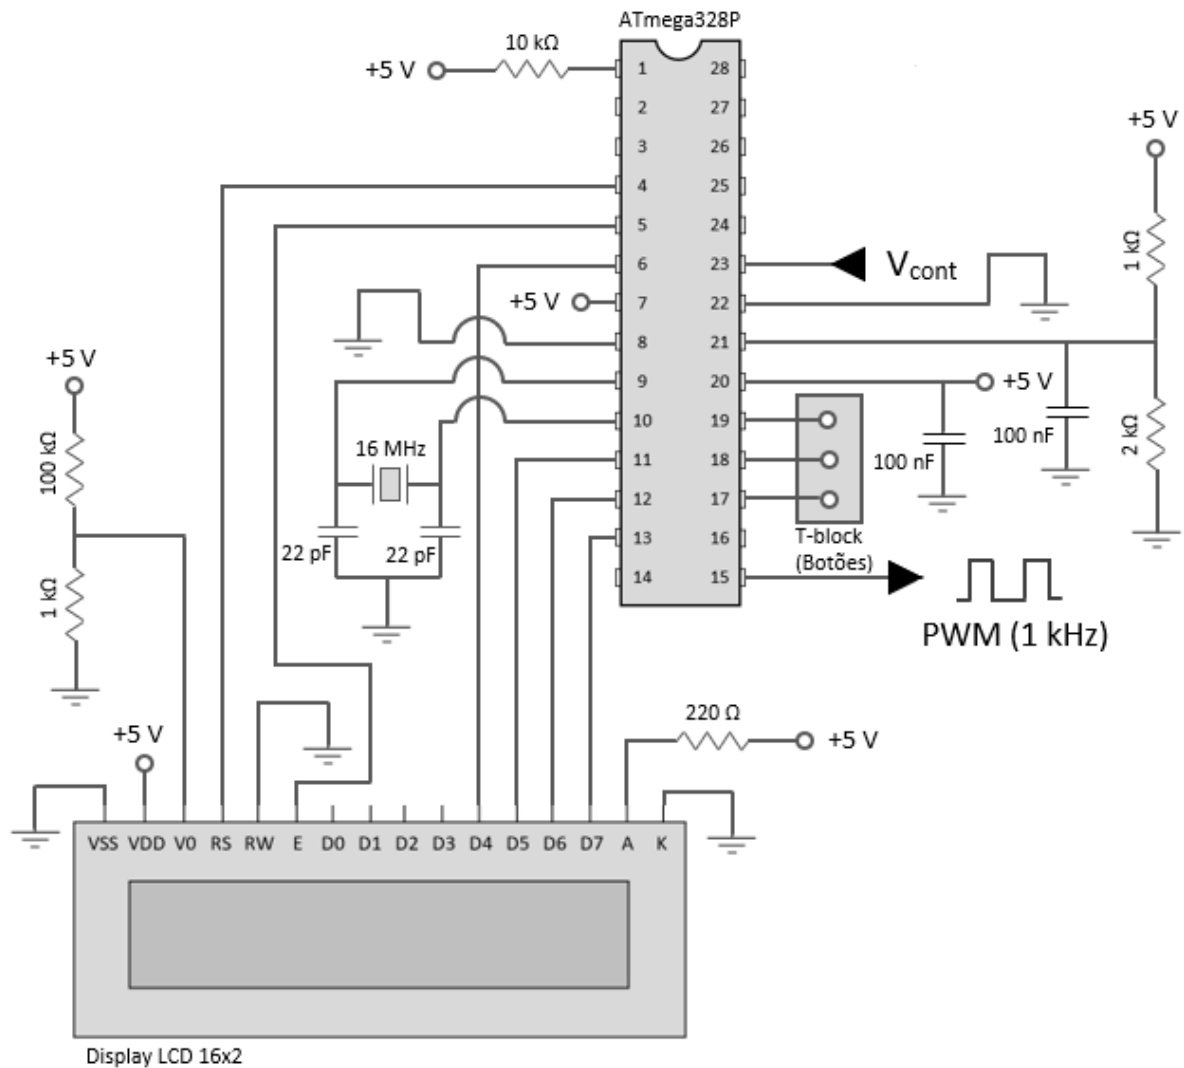 ATmega328P
10 kΩ
+5 V
1 28
2 27
3 26
4 25
5 24
6 23
7 22
8 21
9 20
10 19
11 18
12 17
13 16
14 15
+5 V
1 kΩ
2 kΩ
Vcont
+5 V
+5 V
100 nF
100 nF
+5 V
100 kΩ
1 kΩ
16 MHz
22 pF
22 pF
T-block
(Botões)
PWM (1 kHz)
220 Ω
+5 V
+5 V
VSS VDD V0 RS RW E D0 D1 D2 D3 D4 D5 D6 D7 A K
Display LCD 16x2